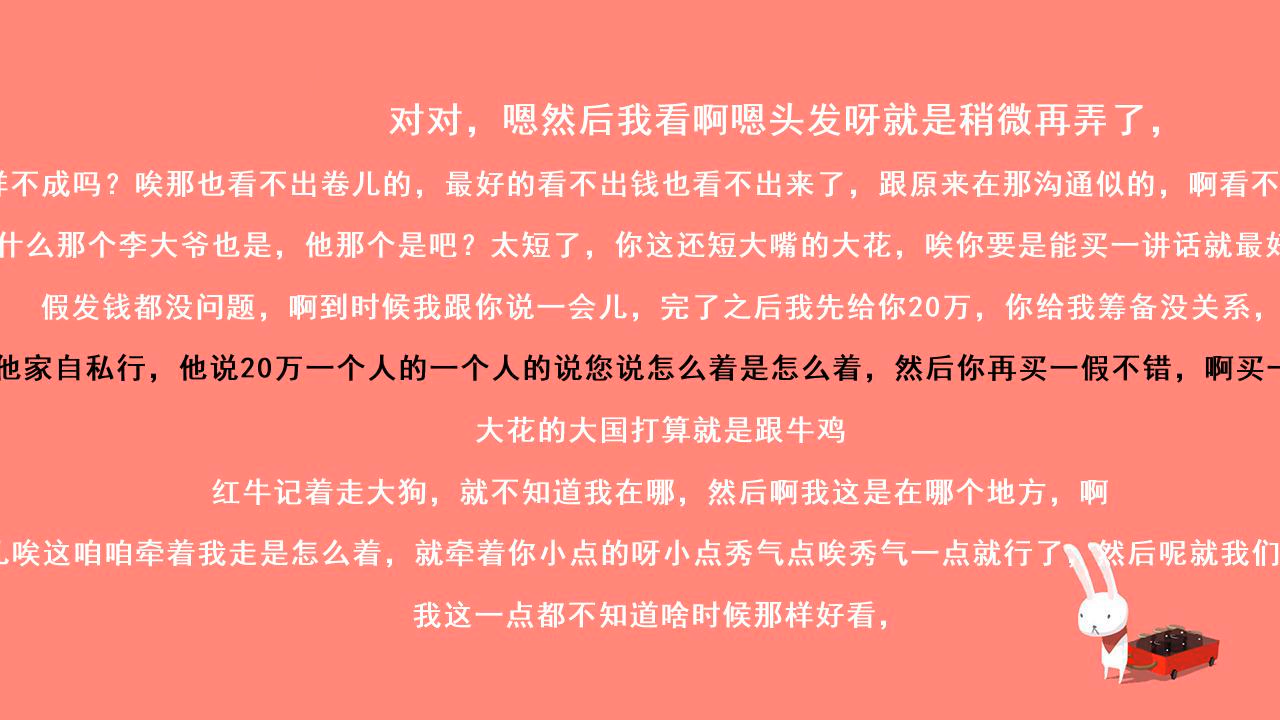 对对，嗯然后我看啊嗯头发呀就是稍微再弄了，
样不成吗？唉那也看不出卷儿的，最好的看不出钱也看不出来了，跟原来在那沟通似的，啊看不
什么那个李大爷也是，他那个是吧？太短了，你这还短大嘴的大花，唉你要是能买一讲话就最好
假发钱都没问题，啊到时候我跟你说一会儿，完了之后我先给你20万，你给我筹备没关系，
他家自私行，他说20万一个人的一个人的说您说怎么着是怎么着，然后你再买一假不错，啊买一
大花的大国打算就是跟牛鸡
红牛记着走大狗，就不知道我在哪，然后啊我这是在哪个地方，啊
唉这咱咱牵着我走是怎么着，就牵着你小点的呀小点秀气点唉秀气一点就行了，然后呢就我们
我这一点都不知道啥时候那样好看，